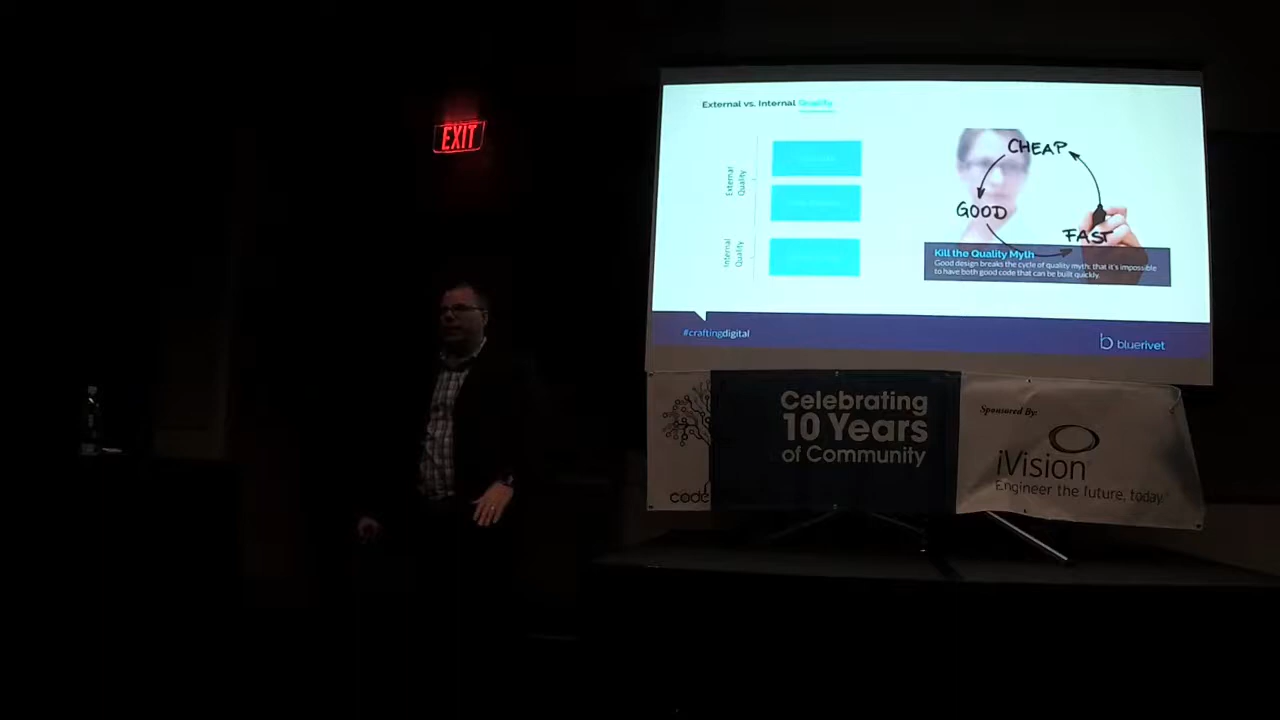 EXIT
External vs. Internal Quality
External
Quality
Internal
Quality
CHEAP
GOOD
FAST
Kill the Quality Myth
Good design breaks the cycle of quality myth: that it's impossible
to have both good code that can be built quickly.
#craftingdigital
bluerivet
code
Celebrating
10 Years
of Community
Sponsored By:
iVision
Engineer the future, today.